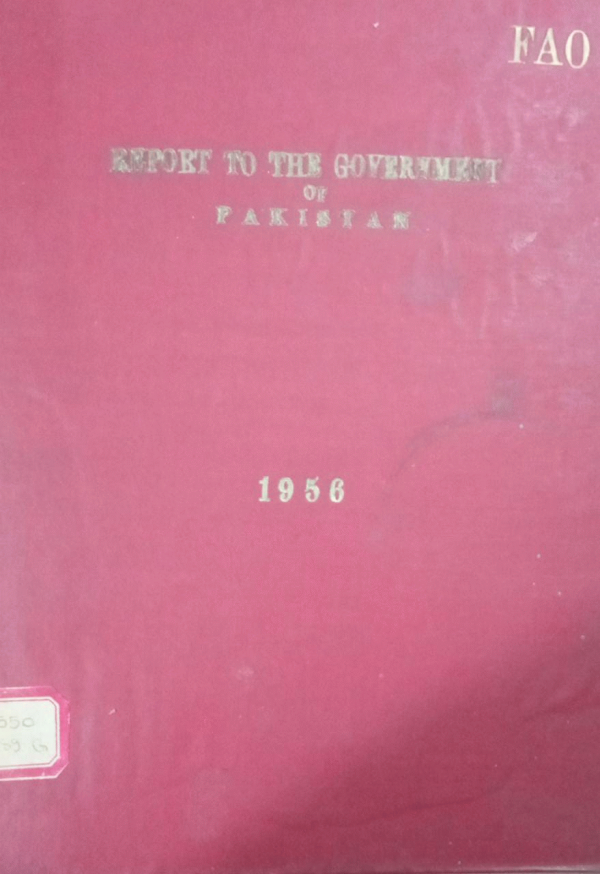 FAO
REPORT TO THE GOVERNMENT
OF
PAKISTAN
1956